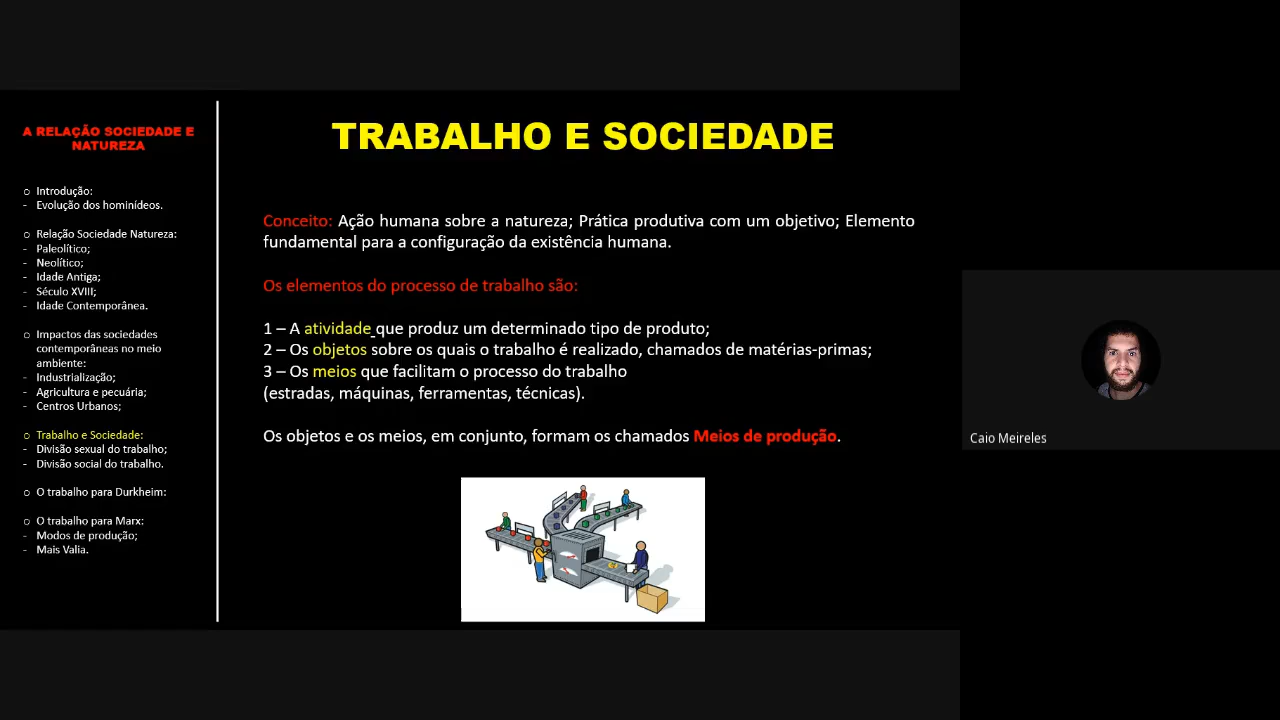 A RELAÇÃO SOCIEDADE E
NATUREZA
o Introdução:
- Evolução dos hominídeos.
o Relação Sociedade Natureza:
- Paleolítico;
- Neolítico;
- Idade Antiga;
- Século XVIII;
- Idade Contemporânea.
o Impactos das sociedades
contemporâneas no meio
ambiente:
- Industrialização;
- Agricultura e pecuária;
- Centros Urbanos;
o Trabalho e Sociedade:
- Divisão sexual do trabalho;
- Divisão social do trabalho.
o O trabalho para Durkheim:
o O trabalho para Marx:
- Modos de produção;
- Mais Valia.
TRABALHO E SOCIEDADE
Conceito: Ação humana sobre a natureza; Prática produtiva com um objetivo; Elemento
fundamental para a configuração da existência humana.
Os elementos do processo de trabalho são:
1 – A atividade que produz um determinado tipo de produto;
2 – Os objetos sobre os quais o trabalho é realizado, chamados de matérias-primas;
3 – Os meios que facilitam o processo do trabalho
(estradas, máquinas, ferramentas, técnicas).
Os objetos e os meios, em conjunto, formam os chamados Meios de produção.
Caio Meireles